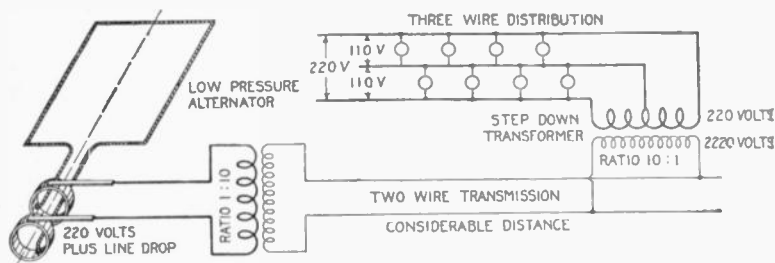 THREE WIRE DISTRIBUTION
110 V
220 V
110 V
LOW PRESSURE
ALTERNATOR
STEP DOWN
TRANSFORMER
220 VOLTS
2220 VOLTS
RATIO 10:1
RATIO 1:10
TWO WIRE TRANSMISSION
CONSIDERABLE DISTANCE
220 VOLTS
PLUS LINE DROP